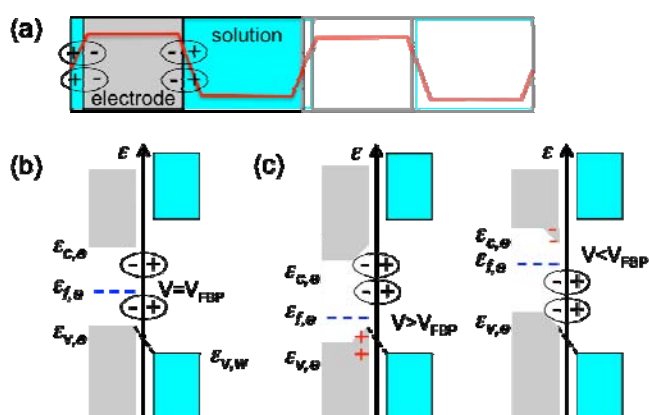 (a)
solution
+ - - +
+ - - +
electrode
(b)
ε
ε_c,e
- +
ε_f,e
V=V_FBP
- +
ε_v,e
ε_v,w
(c)
ε
ε_c,e
- +
- +
ε_f,e
V>V_FBP
+
ε_v,e
+
ε
-
ε_c,e
-
ε_f,e
V<V_FBP
- +
- +
ε_v,e